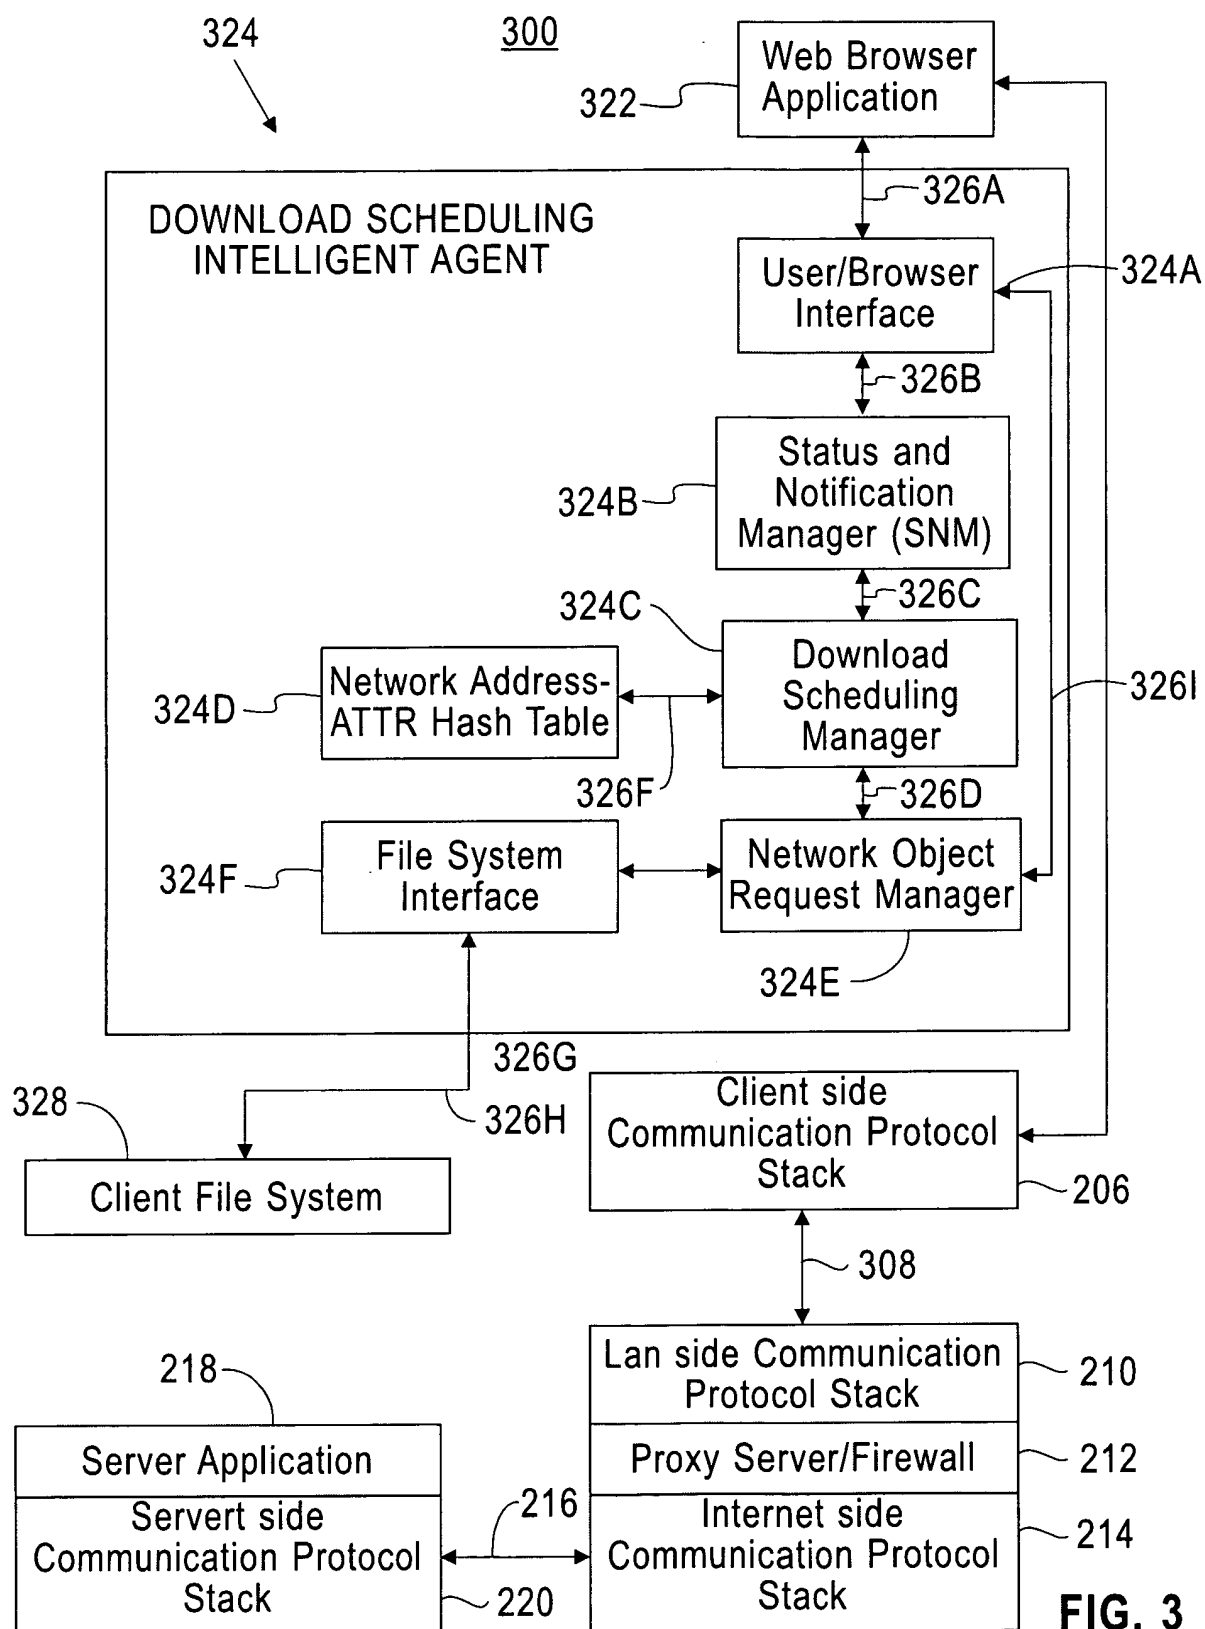 324
300
Web Browser
Application
322
326A
DOWNLOAD SCHEDULING
INTELLIGENT AGENT
User/Browser
Interface
324A
326B
Status and
Notification
Manager (SNM)
324B
326C
324C
Download
Scheduling
Manager
Network Address-
ATTR Hash Table
324D
326I
326F
326D
File System
Interface
324F
Network Object
Request Manager
324E
326G
328
326H
Client side
Communication Protocol
Stack
Client File System
206
308
Lan side Communication
Protocol Stack
210
218
Server Application
Proxy Server/Firewall
212
Servert side
Communication Protocol
Stack
216
Internet side
Communication Protocol
Stack
214
220
FIG. 3